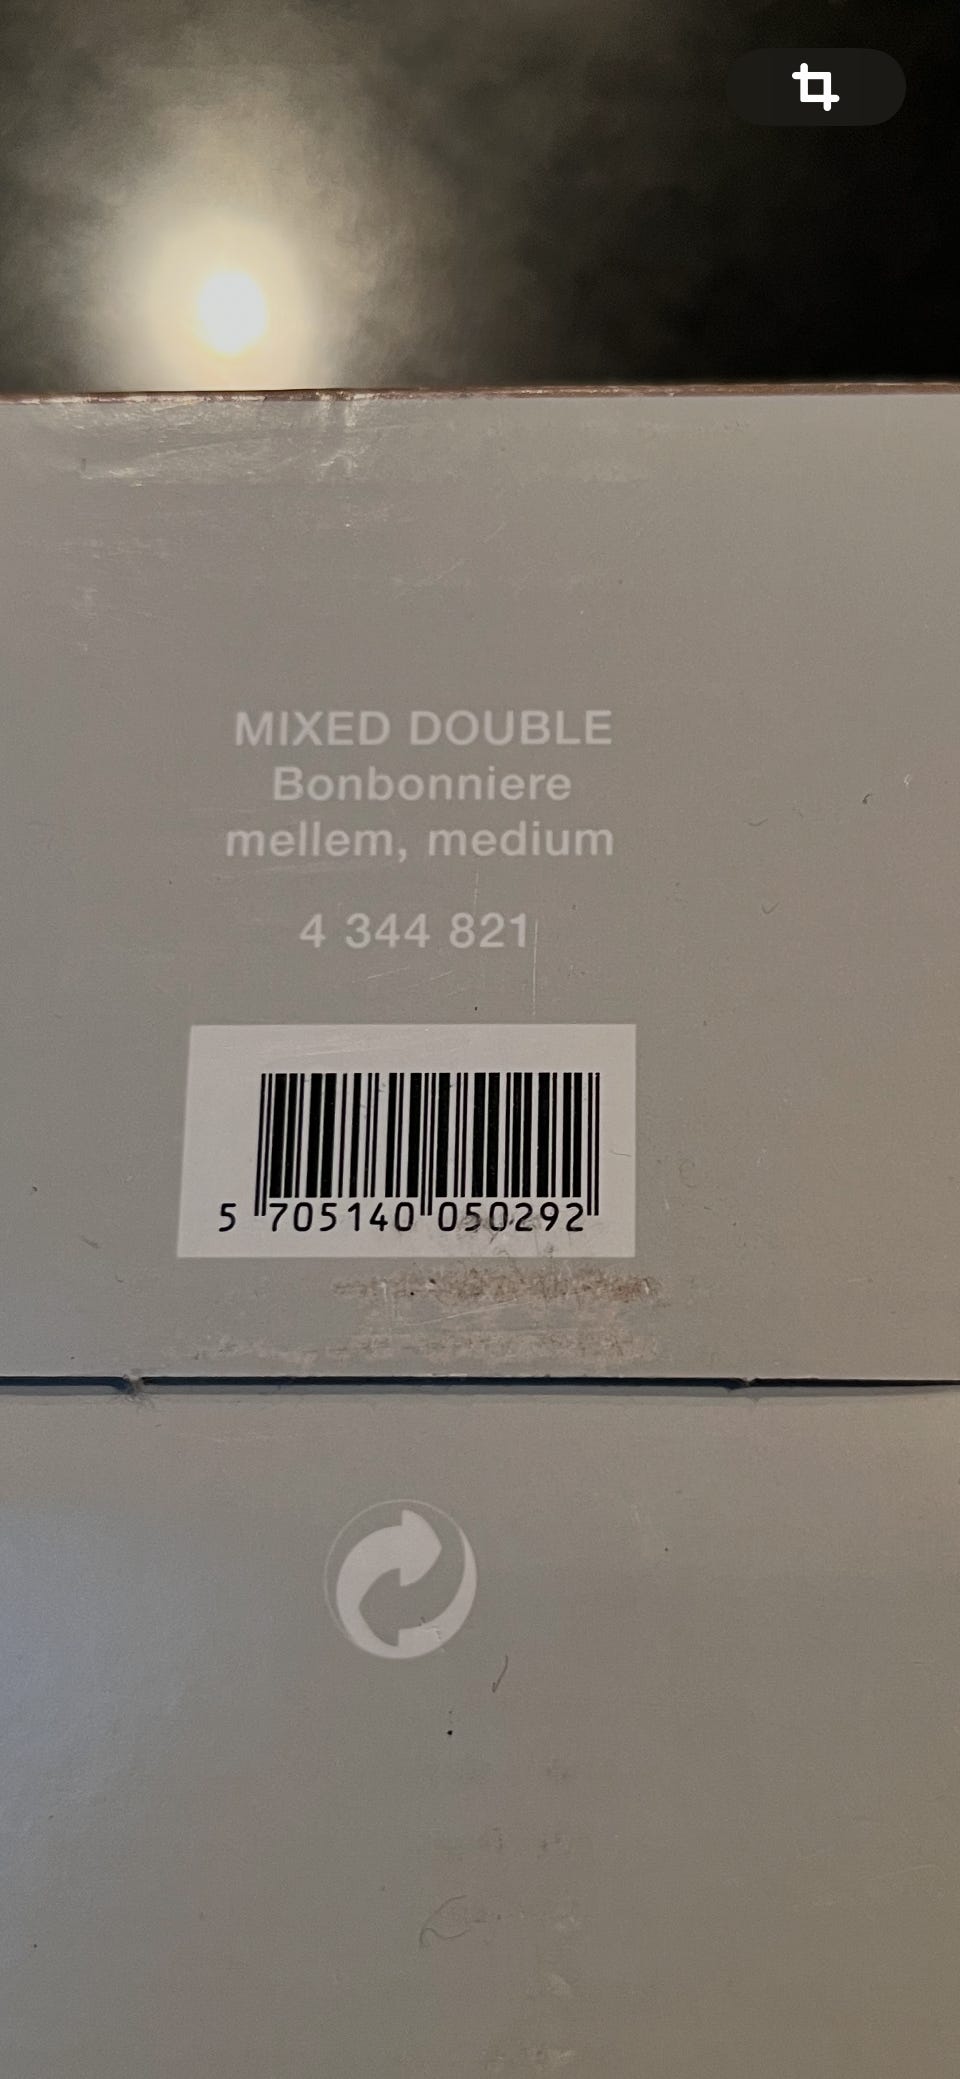 MIXED DOUBLE
Bonbonniere
mellem, medium
4 344 821
5 705140 050292